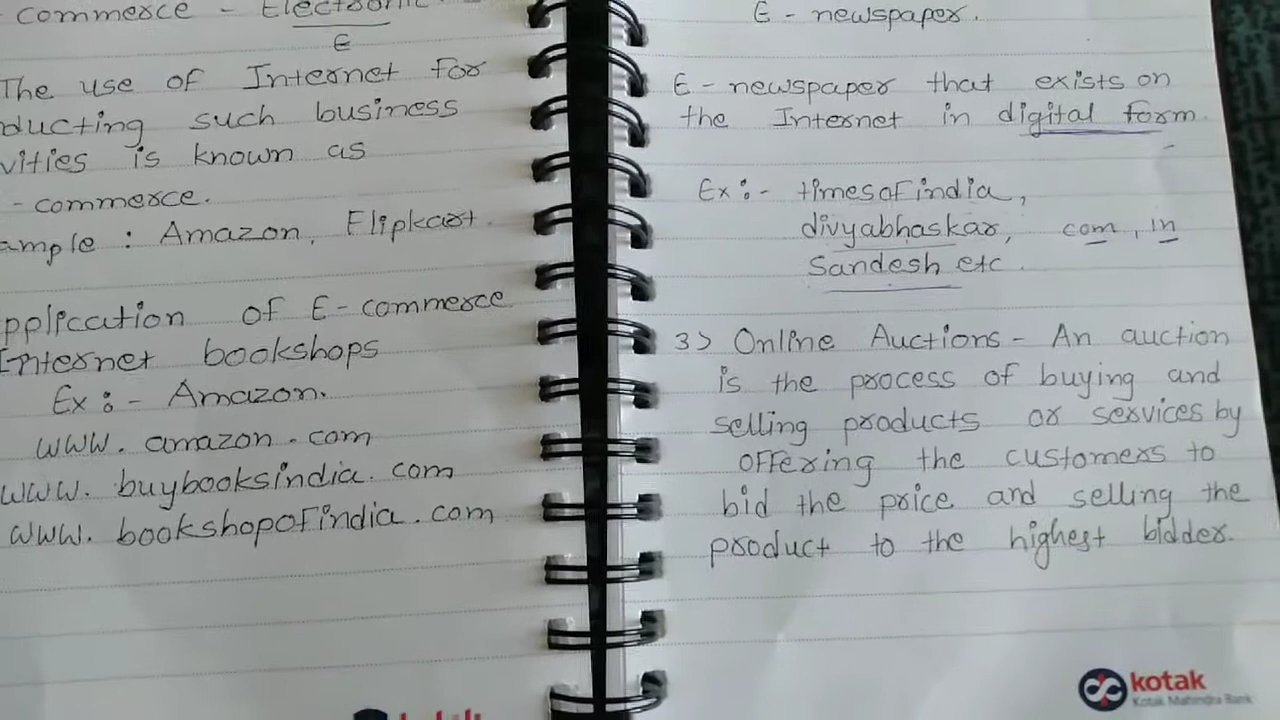 commerce - Electronic
E
The use of Internet for
ducting such business
vities is known as
- commerce.
ample : Amazon, Flipkart.
pplication of E-commerce
Internet bookshops
Ex :- Amazon.
www.amazon.com
www.buybooksindia.com
www.bookshopofindia.com
E - newspaper.
E - newspaper that exists on
the Internet in digital form
Ex :- timesofindia,
divyabhaskar, com, in
Sandesh etc.
3> Online Auctions - An auction
is the process of buying and
selling products or services by
offering the customers to
bid the price and selling the
product to the highest bidder.
kotak
Kotak Mahindra Bank